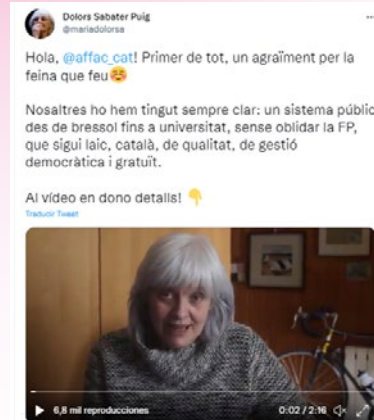 Dolors Sabater Puig
@mariadolorsa
Hola, @affac_cat! Primer de tot, un agraïment per la
feina que feu
Nosaltres ho hem tingut sempre clar: un sistema públic
des de bressol fins a universitat, sense oblidar la FP,
que sigui laic, català, de qualitat, de gestió
democràtica i gratuït.
Al vídeo en dono detalls!
Traducir Tweet
6,8 mil reproducciones
0:02 / 2:16